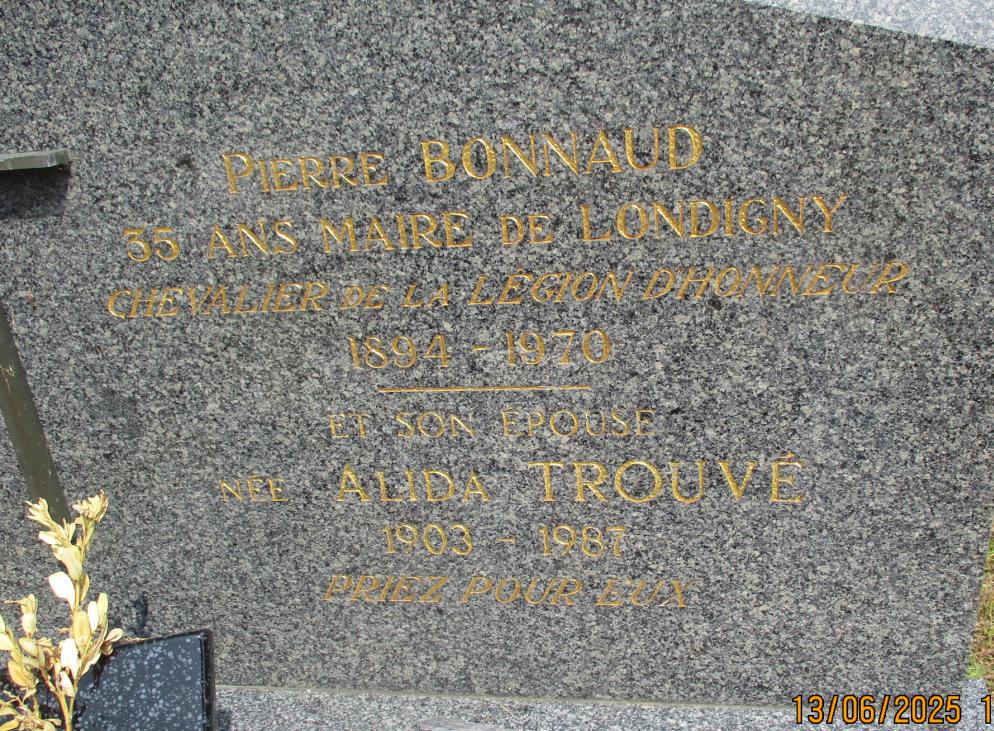 PIERRE BONNAUD
35 ANS MAIRE DE LONDIGNY
CHEVALIER DE LA LÉGION D'HONNEUR
1894 - 1970
ET SON ÉPOUSE
NÉE ALIDA TROUVÉ
1903 - 1987
PRIEZ POUR EUX
13/06/2025 1